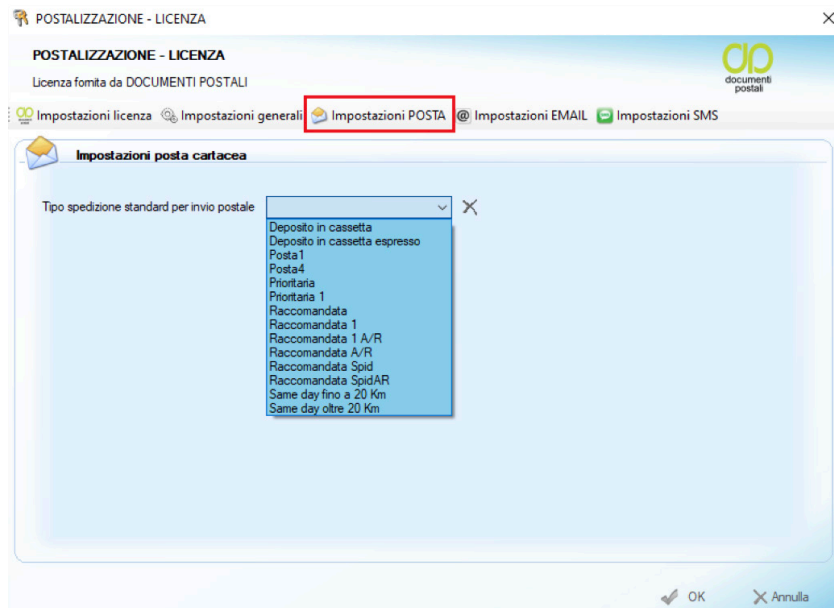 POSTALIZZAZIONE - LICENZA
POSTALIZZAZIONE - LICENZA
Licenza fornita da DOCUMENTI POSTALI
documenti
postali
Impostazioni licenza Impostazioni generali Impostazioni POSTA @ Impostazioni EMAIL Impostazioni SMS
Impostazioni posta cartacea
Tipo spedizione standard per invio postale
Deposito in cassetta
Deposito in cassetta espresso
Posta1
Posta4
Prioritaria
Prioritaria 1
Raccomandata
Raccomandata 1
Raccomandata 1 A/R
Raccomandata A/R
Raccomandata Spid
Raccomandata SpidAR
Same day fino a 20 Km
Same day oltre 20 Km
OK Annulla